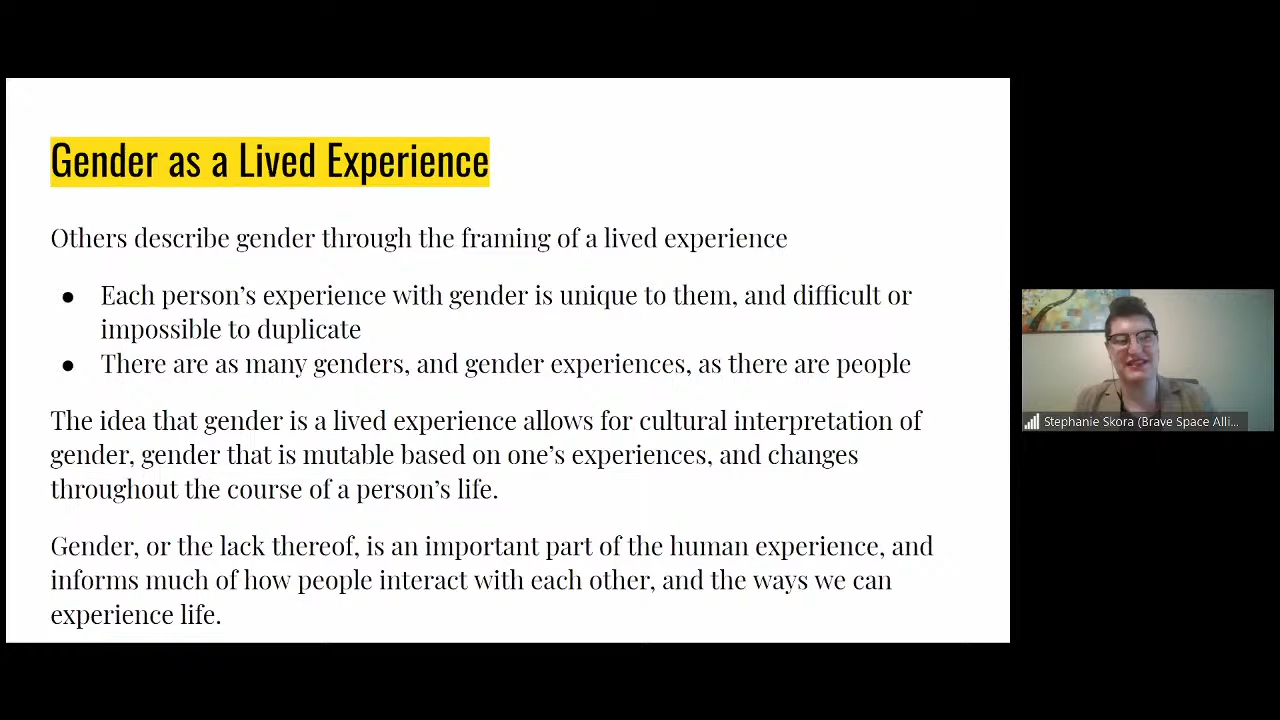 Gender as a Lived Experience
Others describe gender through the framing of a lived experience
● Each person’s experience with gender is unique to them, and difficult or
impossible to duplicate
● There are as many genders, and gender experiences, as there are people
The idea that gender is a lived experience allows for cultural interpretation of
gender, gender that is mutable based on one’s experiences, and changes
throughout the course of a person’s life.
Gender, or the lack thereof, is an important part of the human experience, and
informs much of how people interact with each other, and the ways we can
experience life.
Stephanie Skora (Brave Space Alli...